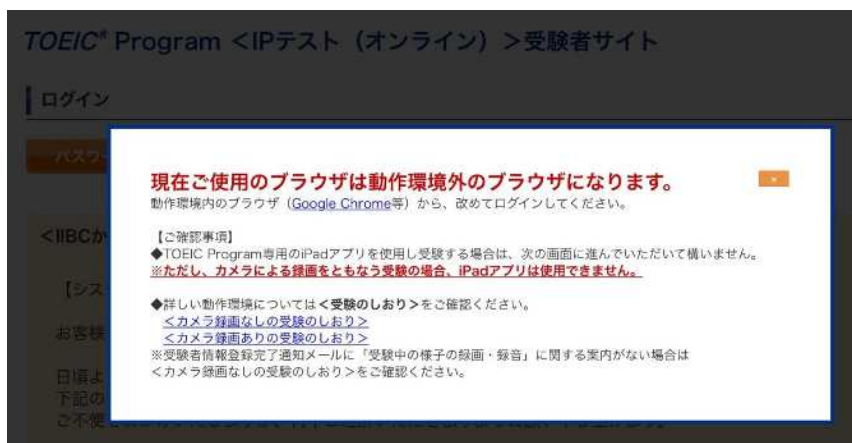 TOEIC® Program <IPテスト（オンライン）>受験者サイト
ログイン
パスワ
現在ご使用のブラウザは動作環境外のブラウザになります。
×
動作環境内のブラウザ（Google Chrome等）から、改めてログインしてください。
<IIBCか
【ご確認事項】
◆TOEIC Program専用のiPadアプリを使用し受験する場合は、次の画面に進んでいただいて構いません。
※ただし、カメラによる録画をともなう受験の場合、iPadアプリは使用できません。
【シス
◆詳しい動作環境については<受験のしおり>をご確認ください。
<カメラ録画なしの受験のしおり>
お客様
<カメラ録画ありの受験のしおり>
※受験者情報登録完了通知メールに「受験中の様子の録画・録音」に関する案内がない場合は
<カメラ録画なしの受験のしおり>をご確認ください。
日頃よ
下記の
ご不便